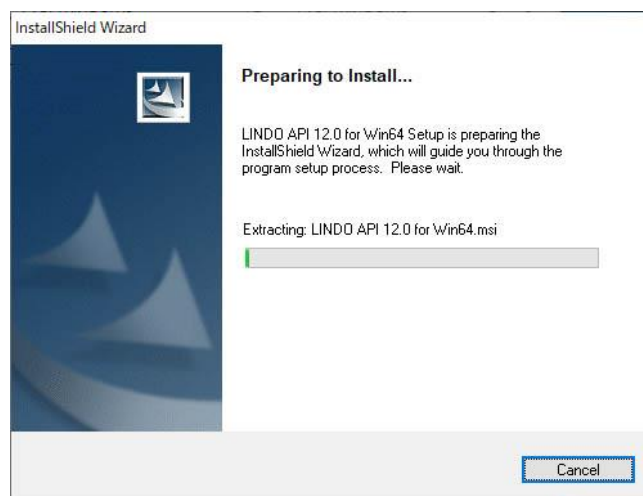 InstallShield Wizard
Preparing to Install...
LINDO API 12.0 for Win64 Setup is preparing the
InstallShield Wizard, which will guide you through the
program setup process. Please wait.
Extracting: LINDO API 12.0 for Win64.msi
Cancel